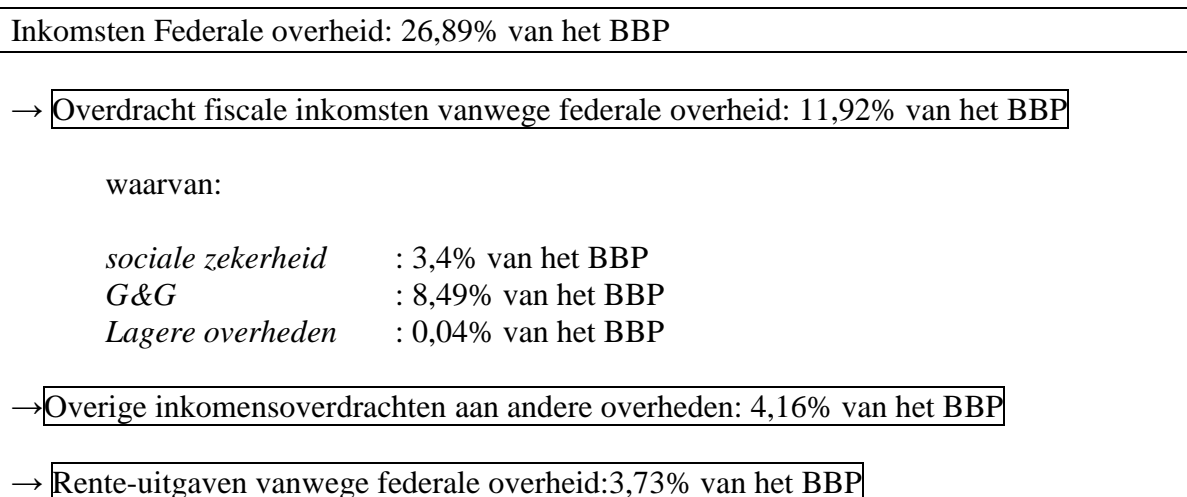 Inkomsten Federale overheid: 26,89% van het BBP
→ Overdracht fiscale inkomsten vanwege federale overheid: 11,92% van het BBP
waarvan:
sociale zekerheid : 3,4% van het BBP
G&G : 8,49% van het BBP
Lagere overheden : 0,04% van het BBP
→Overige inkomensoverdrachten aan andere overheden: 4,16% van het BBP
→ Rente-uitgaven vanwege federale overheid:3,73% van het BBP